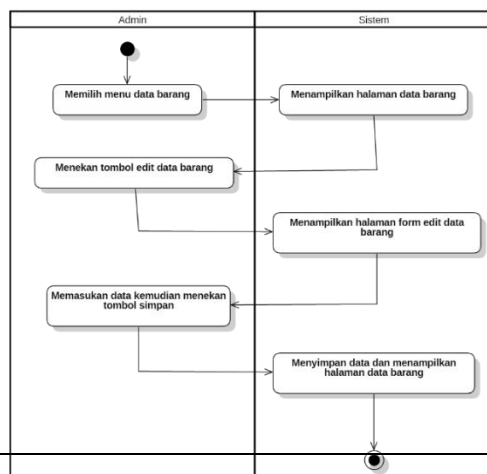 Admin
Sistem
Memilih menu data barang
Menampilkan halaman data barang
Menekan tombol edit data barang
Menampilkan halaman form edit data
barang
Memasukan data kemudian menekan
tombol simpan
Menyimpan data dan menampilkan
halaman data barang